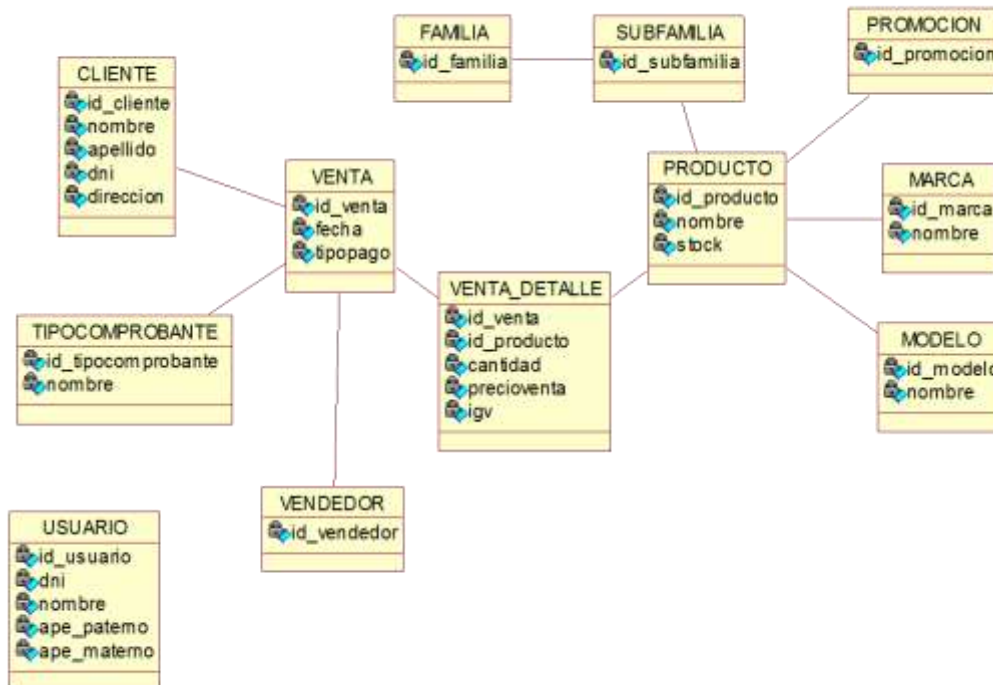 FAMILIA
id_familia
SUBFAMILIA
id_subfamilia
PROMOCION
id_promocion
CLIENTE
id_cliente
nombre
apellido
dni
direccion
VENTA
id_venta
fecha
tipopago
PRODUCTO
id_producto
nombre
stock
MARCA
id_marca
nombre
VENTA_DETALLE
id_venta
id_producto
cantidad
precioventa
igv
TIPOCOMPROBANTE
id_tipocomprobante
nombre
MODELO
id_modelo
nombre
VENDEDOR
id_vendedor
USUARIO
id_usuario
dni
nombre
ape_paterno
ape_materno